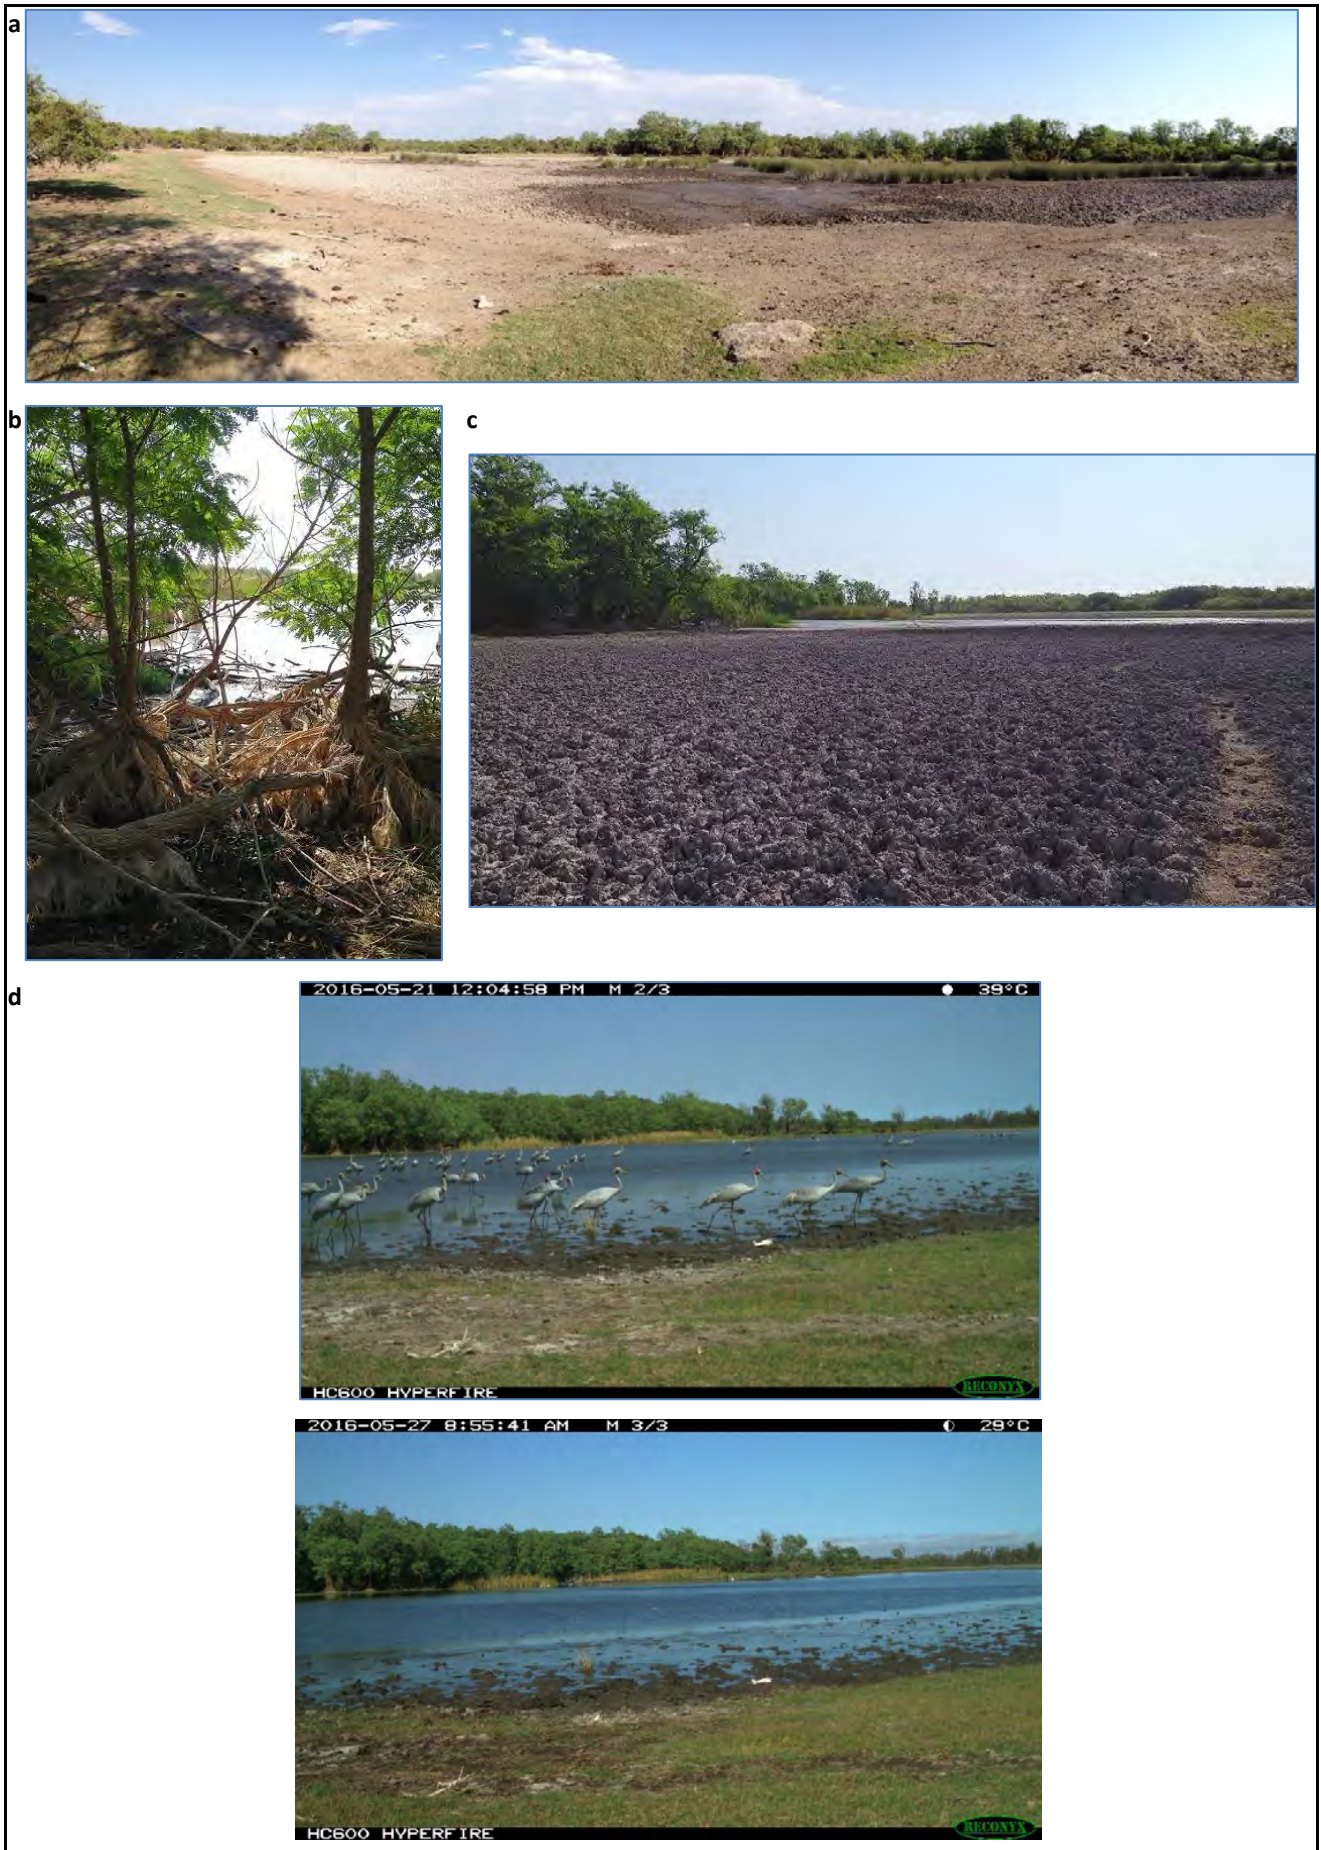 a
b
c
d
2016-05-21 12:04:58 PM M 2/3 39°C
HC600 HYPERFIRE
RECONYX
2016-05-27 8:55:41 AM M 3/3 29°C
HC600 HYPERFIRE
RECONYX